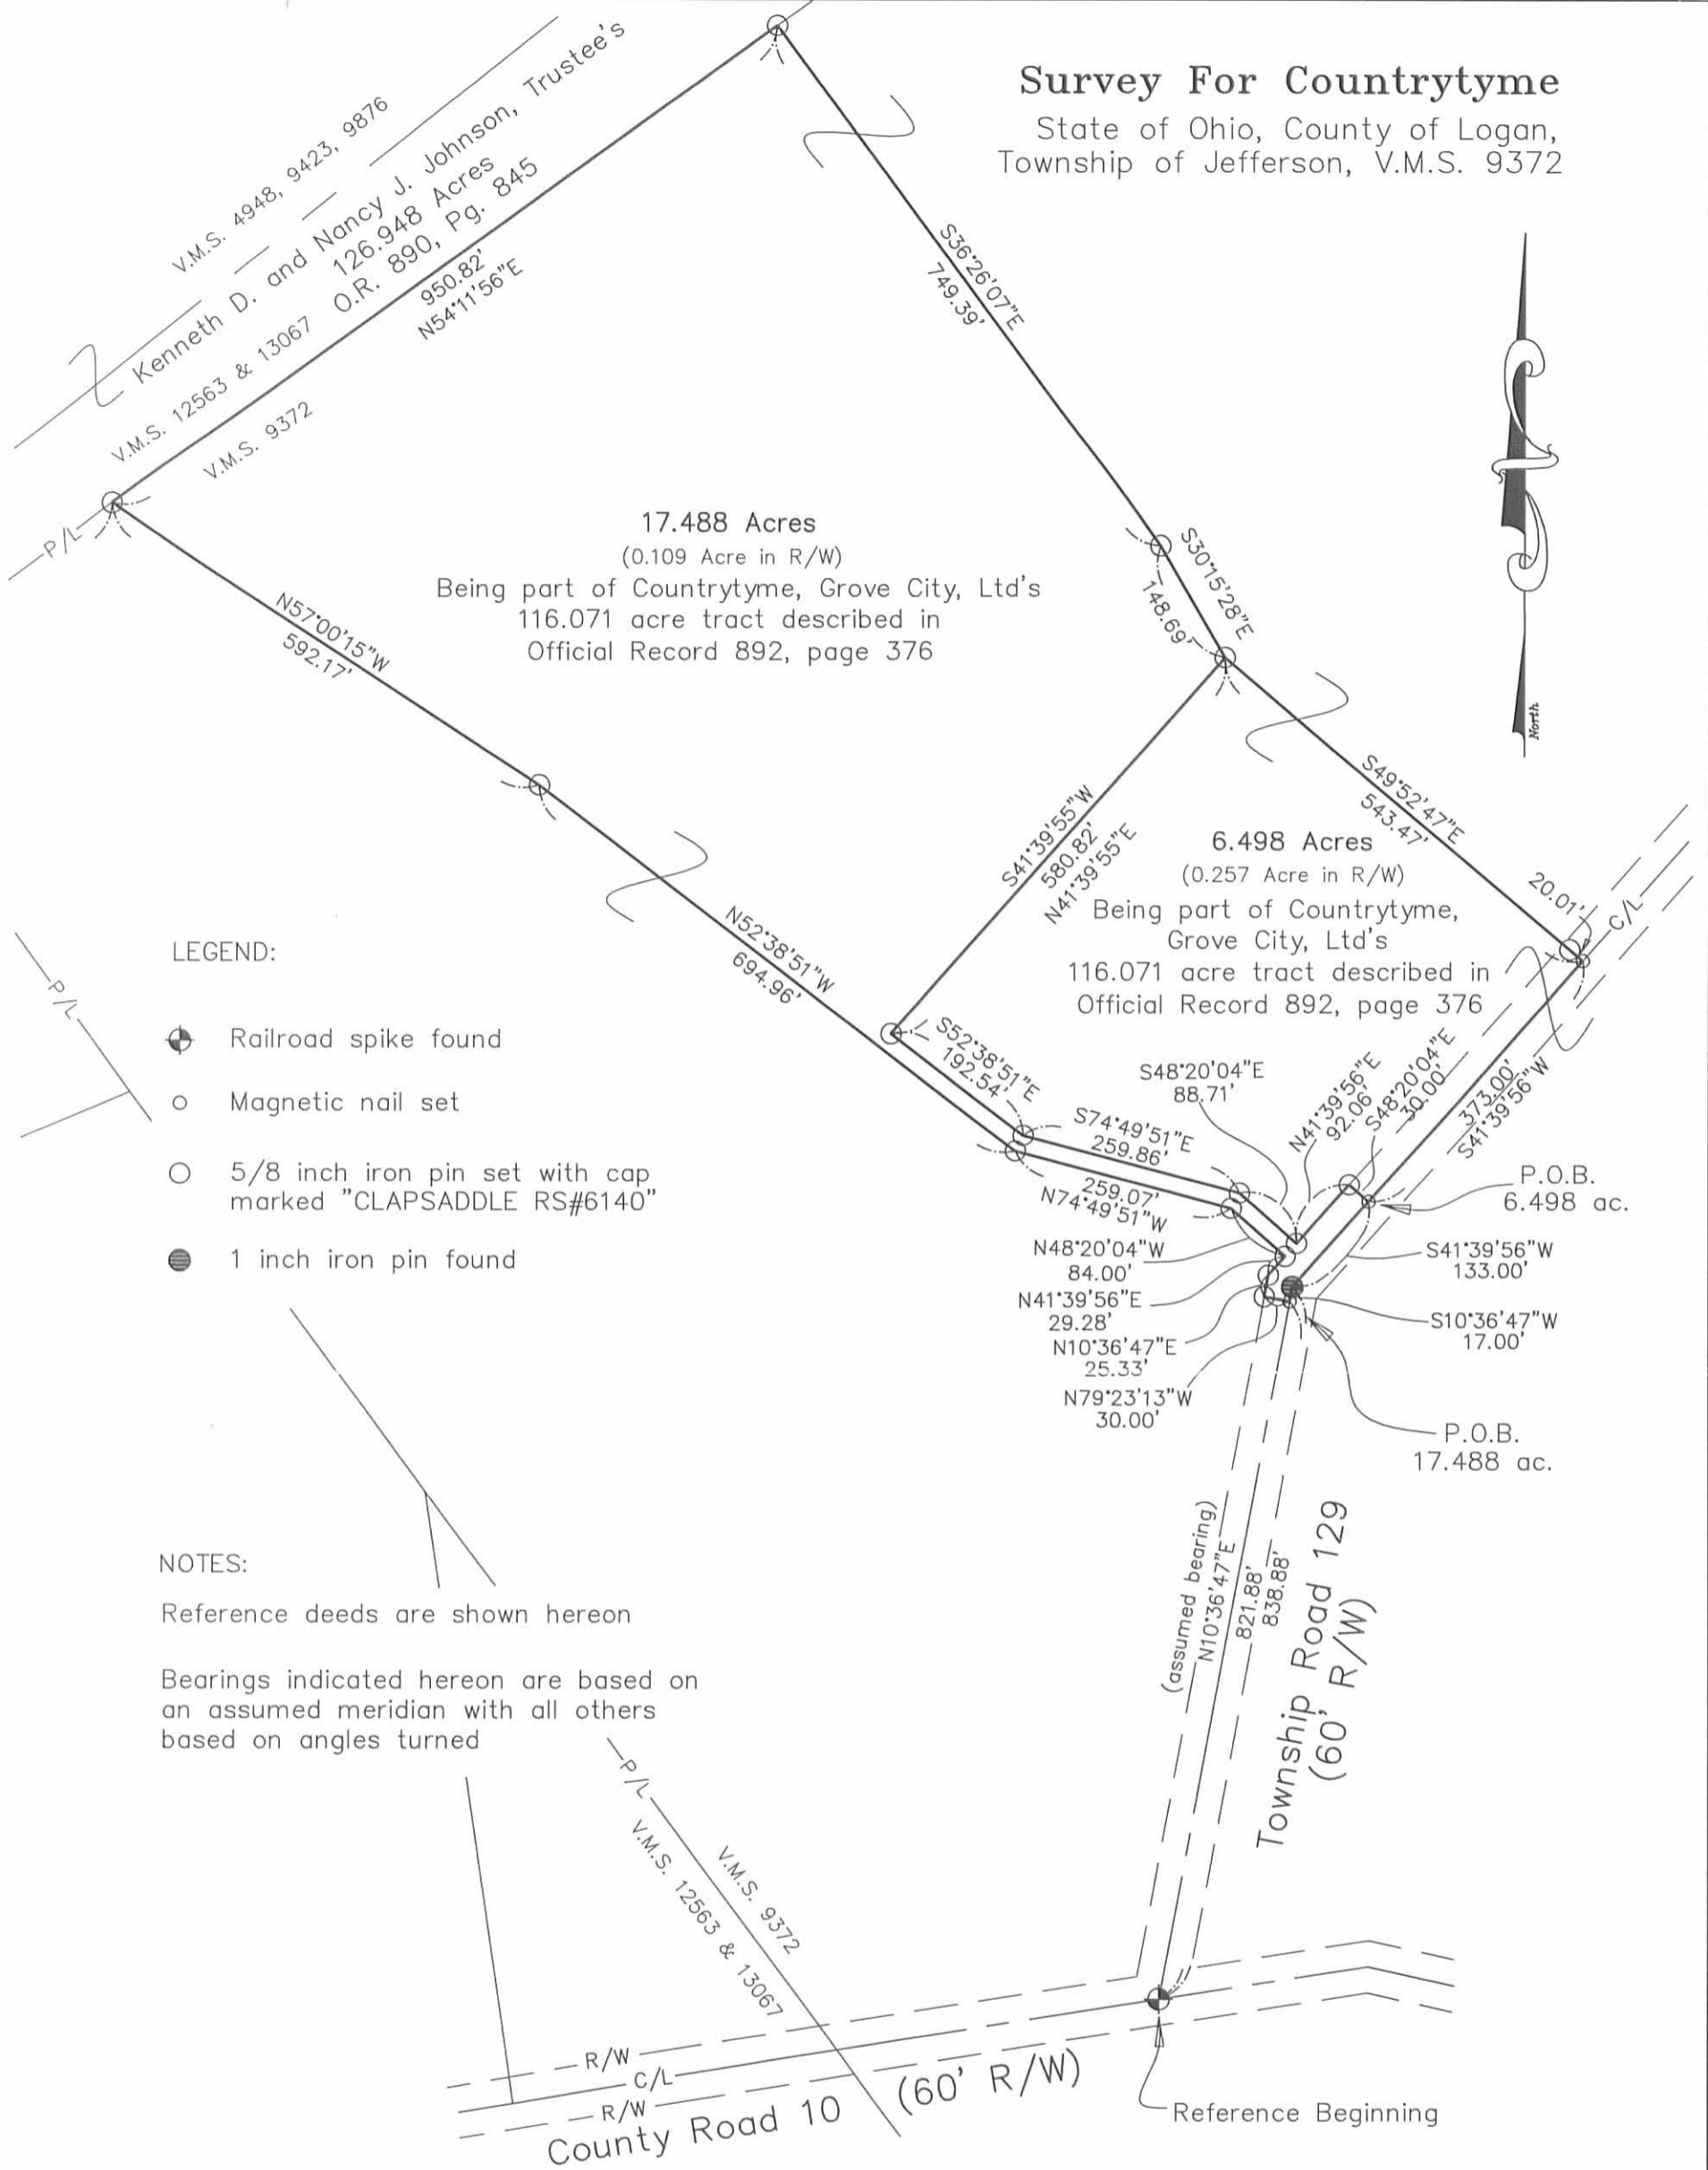 Survey For Countrytyme
State of Ohio, County of Logan,
Township of Jefferson, V.M.S. 9372
V.M.S. 4948, 9423, 9876
Kenneth D. and Nancy J. Johnson, Trustee's
126.948 Acres
O.R. 890, Pg. 845
V.M.S. 12563 & 13067
950.82'
N54°11'56"E
V.M.S. 9372
P/L
S36°26'07"E
749.39'
North
17.488 Acres
(0.109 Acre in R/W)
Being part of Countrytyme, Grove City, Ltd's
116.071 acre tract described in
Official Record 892, page 376
S30°15'28"E
148.69'
N57°00'15"W
592.17'
S49°52'47"E
543.47'
20.01'
C/L
S41°39'55"W
580.82'
N41°39'55"E
6.498 Acres
(0.257 Acre in R/W)
Being part of Countrytyme,
Grove City, Ltd's
116.071 acre tract described in
Official Record 892, page 376
N52°38'51"W
694.96'
S52°38'51"E
192.54'
S74°49'51"E
259.86'
S48°20'04"E
88.71'
N41°39'56"E
92.06'
S48°20'04"E
30.00'
373.00'
S41°39'56"W
259.07'
N74°49'51"W
P.O.B.
6.498 ac.
N48°20'04"W
84.00'
S41°39'56"W
133.00'
N41°39'56"E
29.28'
S10°36'47"W
17.00'
N10°36'47"E
25.33'
N79°23'13"W
30.00'
P.O.B.
17.488 ac.
LEGEND:
P/L
Railroad spike found
Magnetic nail set
5/8 inch iron pin set with cap
marked "CLAPSADDLE RS#6140"
1 inch iron pin found
NOTES:
Reference deeds are shown hereon
Bearings indicated hereon are based on
an assumed meridian with all others
based on angles turned
(assumed bearing)
N10°36'47"E
821.88'
838.88'
Township Road 129
(60' R/W)
P/L
V.M.S. 9372
V.M.S. 12563 & 13067
R/W
C/L
R/W
County Road 10 (60' R/W)
Reference Beginning